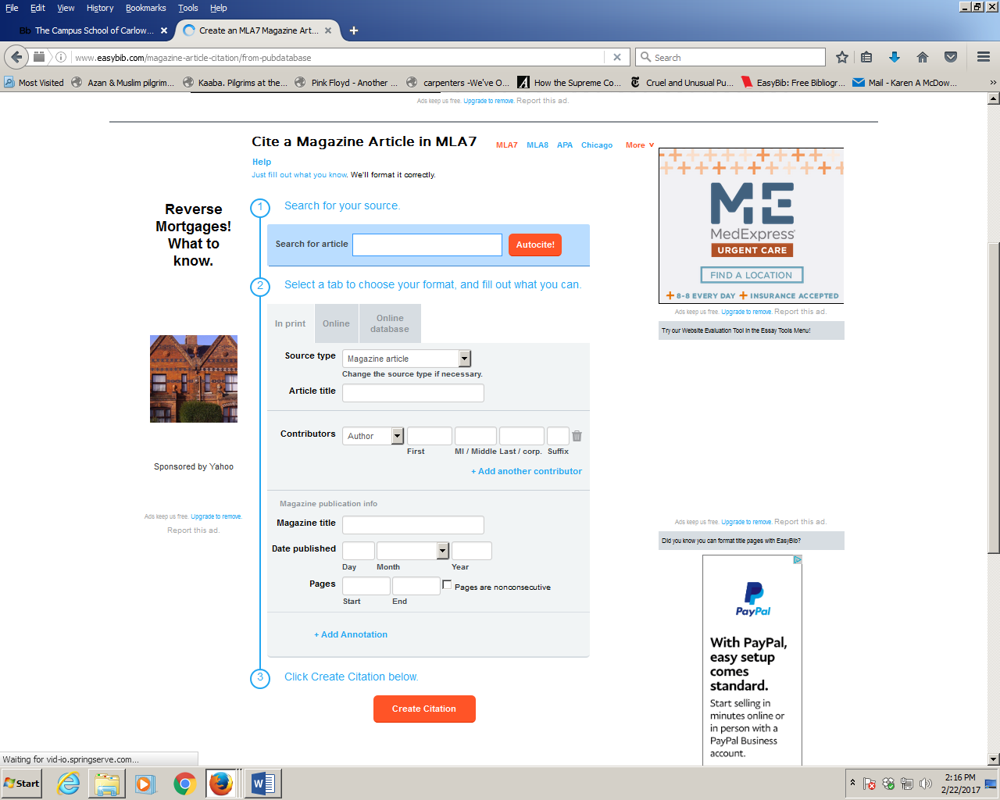 File Edit View History Bookmarks Tools Help
Bb The Campus School of Carlow... × Create an MLA7 Magazine Art... × +
www.easybib.com/magazine-article-citation/from-pubdatabase
Search
Most Visited Azan & Muslim pilgrim... Kaaba. Pilgrims at the... Pink Floyd - Another ... carpenters -We've O... How the Supreme Co... Cruel and Unusual Pu... EasyBib: Free Bibliogr... Mail - Karen A McDow... »
Ads keep us free. Upgrade to remove. Report this ad.
Cite a Magazine Article in MLA7
MLA7 MLA8 APA Chicago More v
Help
Just fill out what you know. We'll format it correctly.
Reverse
Mortgages!
What to
know.
Sponsored by Yahoo
Ads keep us free. Upgrade to remove.
Report this ad.
1 Search for your source.
Search for article Autocite!
2 Select a tab to choose your format, and fill out what you can.
In print Online Online
database
Source type Magazine article
Change the source type if necessary.
Article title
Contributors Author
First MI / Middle Last / corp. Suffix
+ Add another contributor
Magazine publication info
Magazine title
Date published
Day Month Year
Pages Pages are nonconsecutive
Start End
+ Add Annotation
3 Click Create Citation below.
Create Citation
ME
MedExpress
URGENT CARE
FIND A LOCATION
+ 8-8 EVERY DAY + INSURANCE ACCEPTED
Ads keep us free. Upgrade to remove. Report this ad.
Try our Website Evaluation Tool in the Essay Tools Menu!
Ads keep us free. Upgrade to remove. Report this ad.
Did you know you can format title pages with EasyBib?
PayPal
With PayPal,
easy setup
comes
standard.
Start selling in
minutes online or
in person with a
PayPal Business
account.
Waiting for vid-io.springserve.com...
Start
2:16 PM
2/22/2017